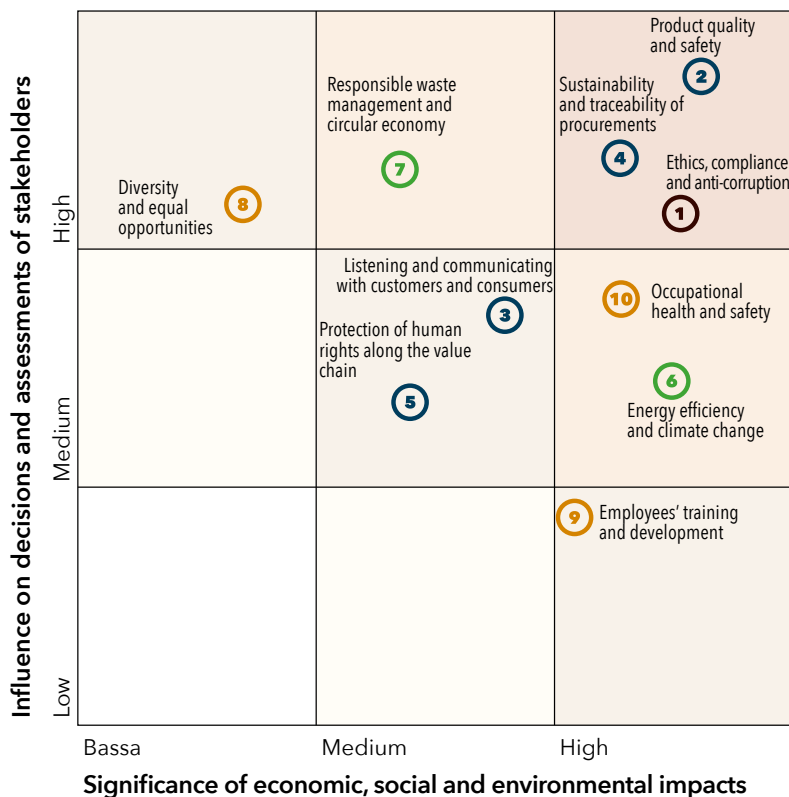 Influence on decisions and assessments of stakeholders
High
Medium
Low
Product quality
and safety
2
Responsible waste
management and
circular economy
7
Sustainability
and traceability of
procurements
4
Ethics, compliance
and anti-corruption
1
Diversity
and equal
opportunities
8
Listening and communicating
with customers and consumers
3
Protection of human
rights along the value
chain
5
10
Occupational
health and safety
6
Energy efficiency
and climate change
9
Employees’ training
and development
Bassa
Medium
High
Significance of economic, social and environmental impacts